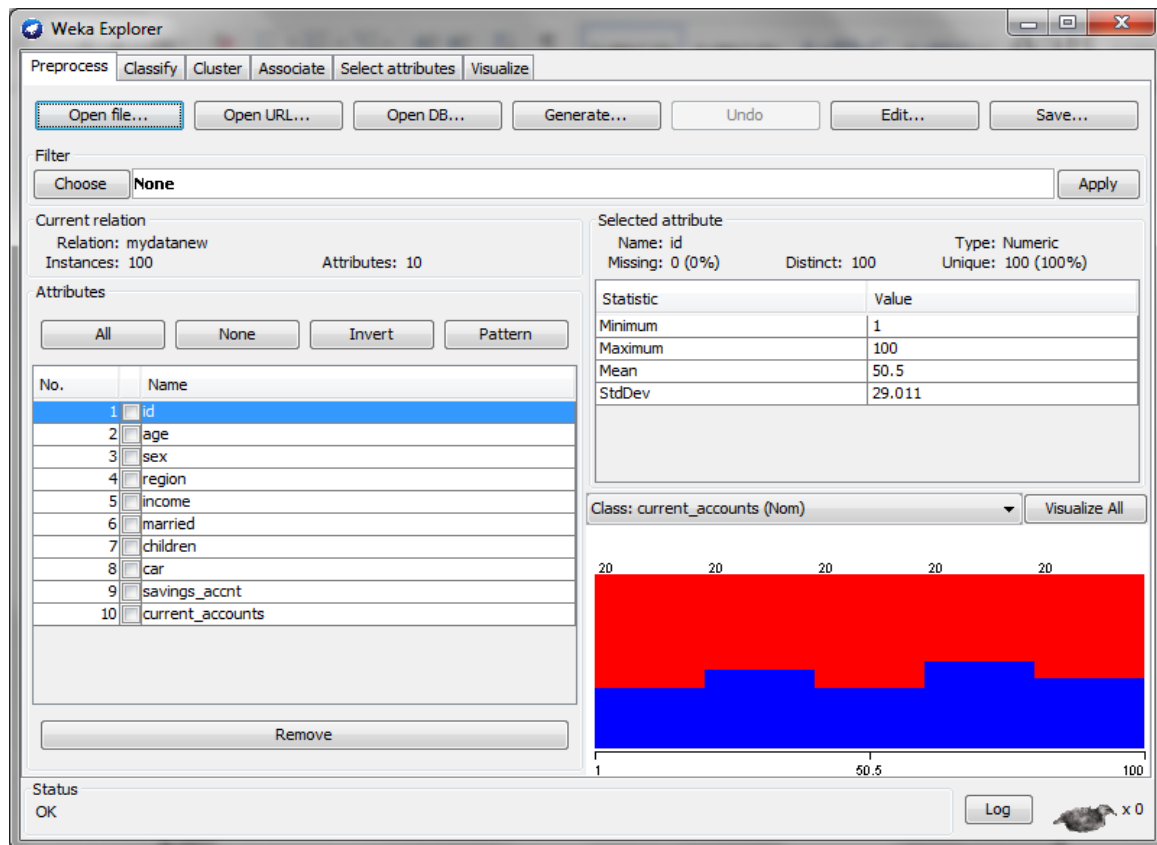 Weka Explorer
Preprocess Classify Cluster Associate Select attributes Visualize
Open file... Open URL... Open DB... Generate... Undo Edit... Save...
Filter
Choose None Apply
Current relation
Relation: mydatanew
Instances: 100 Attributes: 10
Attributes
All None Invert Pattern
No. Name
1 id
2 age
3 sex
4 region
5 income
6 married
7 children
8 car
9 savings_accnt
10 current_accounts
Remove
Selected attribute
Name: id Type: Numeric
Missing: 0 (0%) Distinct: 100 Unique: 100 (100%)
Statistic Value
Minimum 1
Maximum 100
Mean 50.5
StdDev 29.011
Class: current_accounts (Nom) Visualize All
20 20 20 20 20
1 50.5 100
Status
OK Log x 0